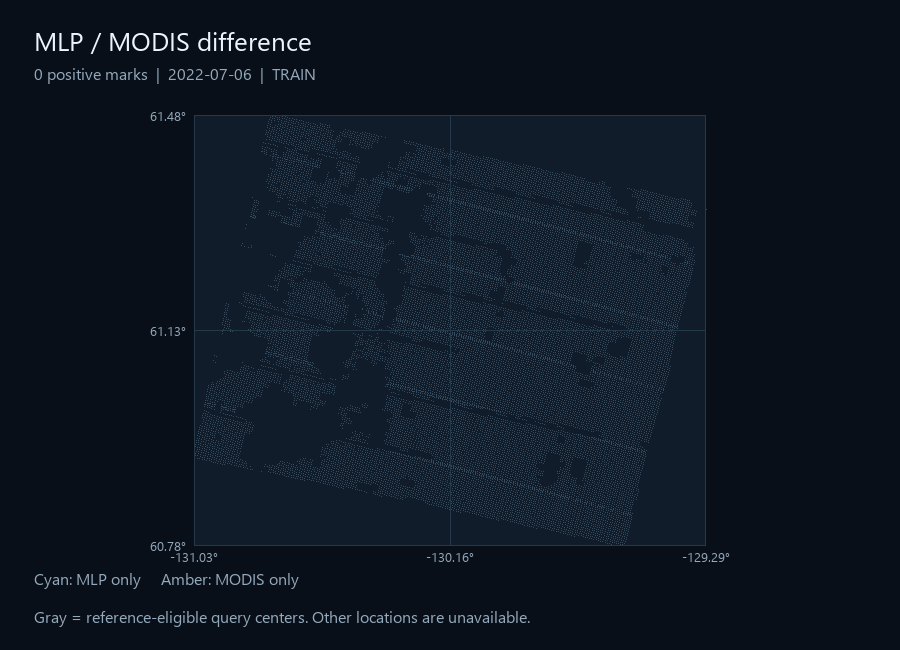 MLP / MODIS difference
0 positive marks | 2022-07-06 | TRAIN
61.48°
61.13°
60.78°
-131.03° -130.16° -129.29°
Cyan: MLP only Amber: MODIS only
Gray = reference-eligible query centers. Other locations are unavailable.